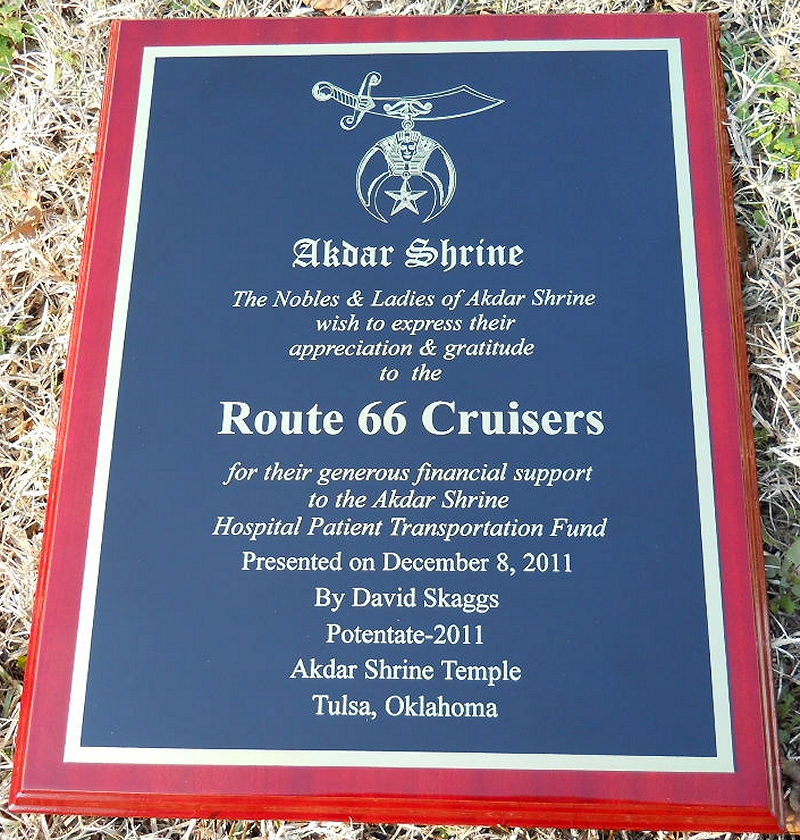 Akdar Shrine
The Nobles & Ladies of Akdar Shrine
wish to express their
appreciation & gratitude
to the
Route 66 Cruisers
for their generous financial support
to the Akdar Shrine
Hospital Patient Transportation Fund
Presented on December 8, 2011
By David Skaggs
Potentate-2011
Akdar Shrine Temple
Tulsa, Oklahoma